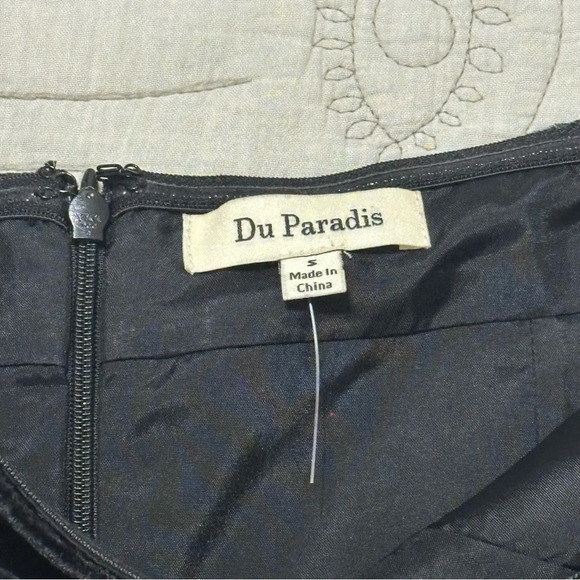 Du Paradis
S
Made In
China